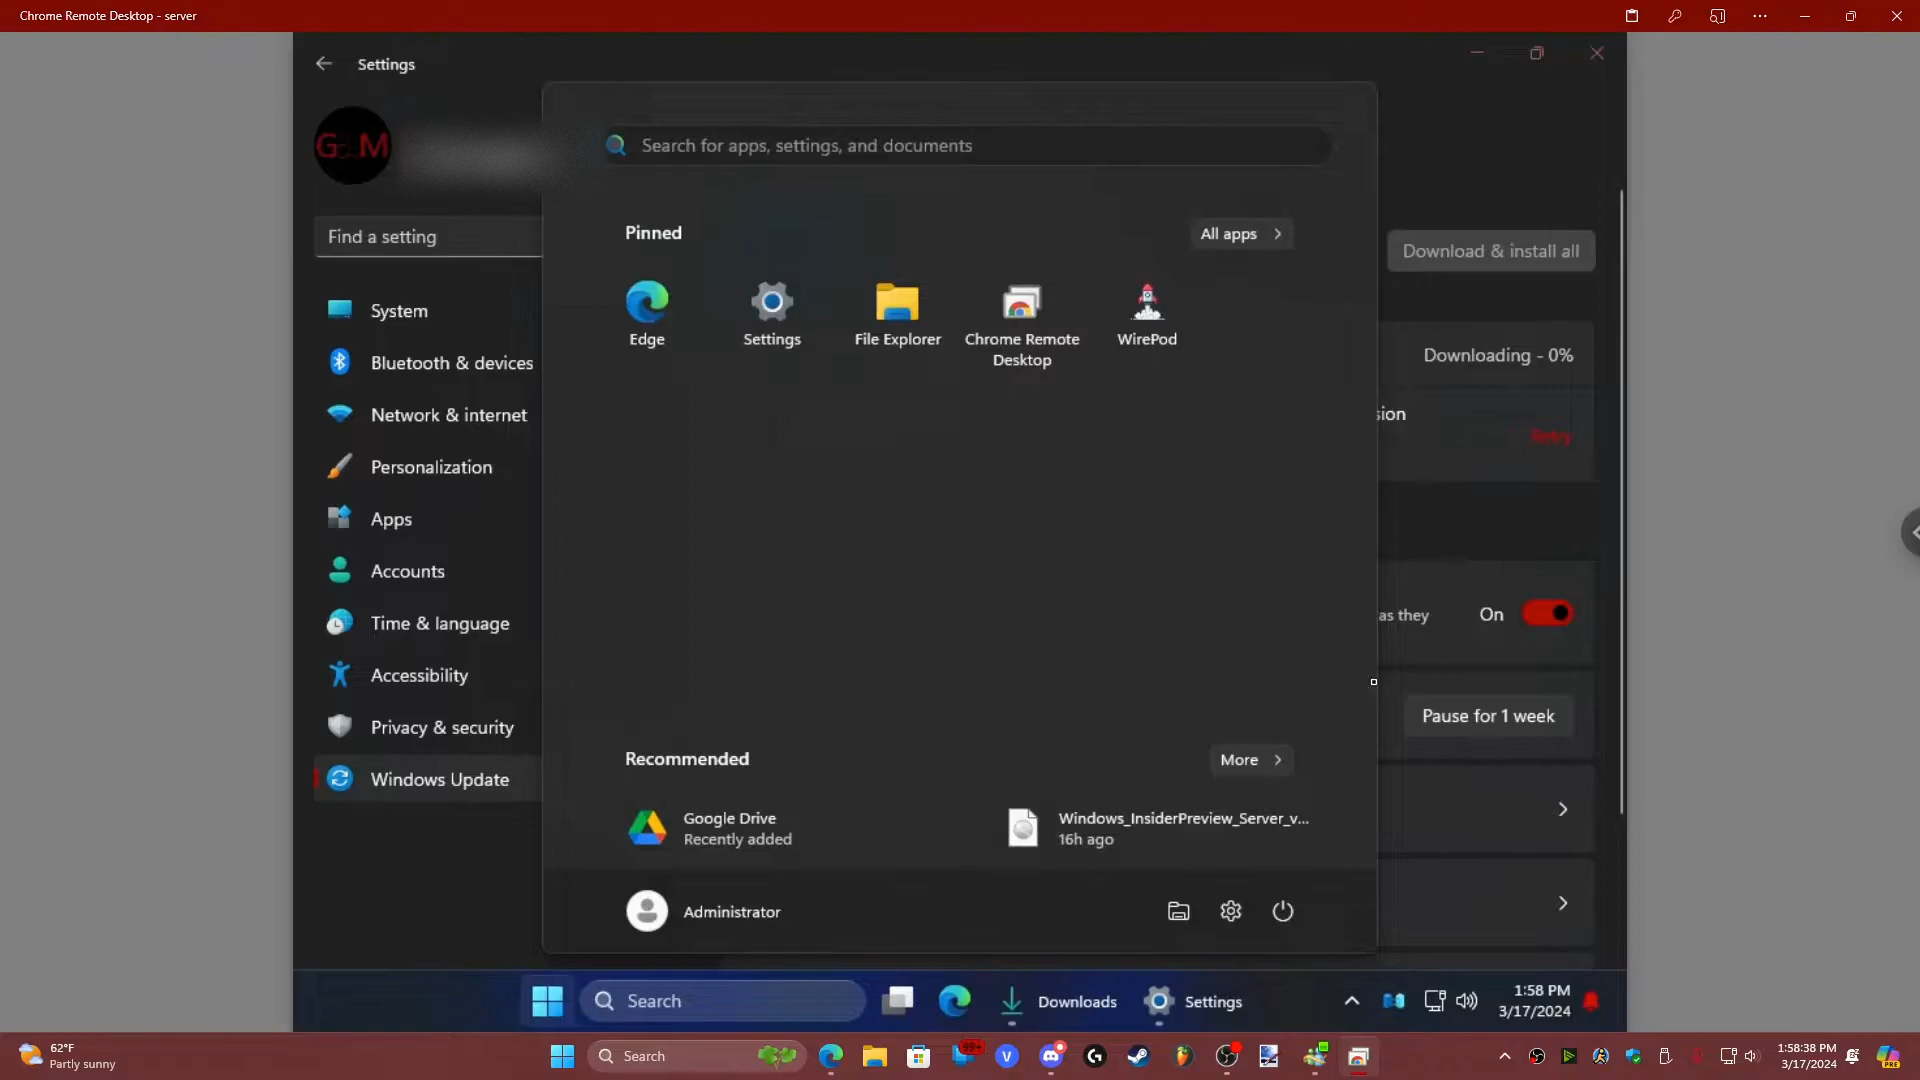 Chrome Remote Desktop - server
Settings
Search for apps, settings, and documents
Find a setting
Pinned
All apps
Download & install all
Edge
Settings
File Explorer
Chrome Remote
Desktop
WirePod
System
Bluetooth & devices
Network & internet
Personalization
Apps
Accounts
Time & language
Accessibility
Privacy & security
Windows Update
Downloading - 0%
sion
Retry
as they
On
Pause for 1 week
Recommended
More
Google Drive
Recently added
Windows_InsiderPreview_Server_v...
16h ago
Administrator
Search
Downloads
Settings
1:58 PM
3/17/2024
62°F
Partly sunny
Search
99+
1:58:38 PM
3/17/2024
PRE